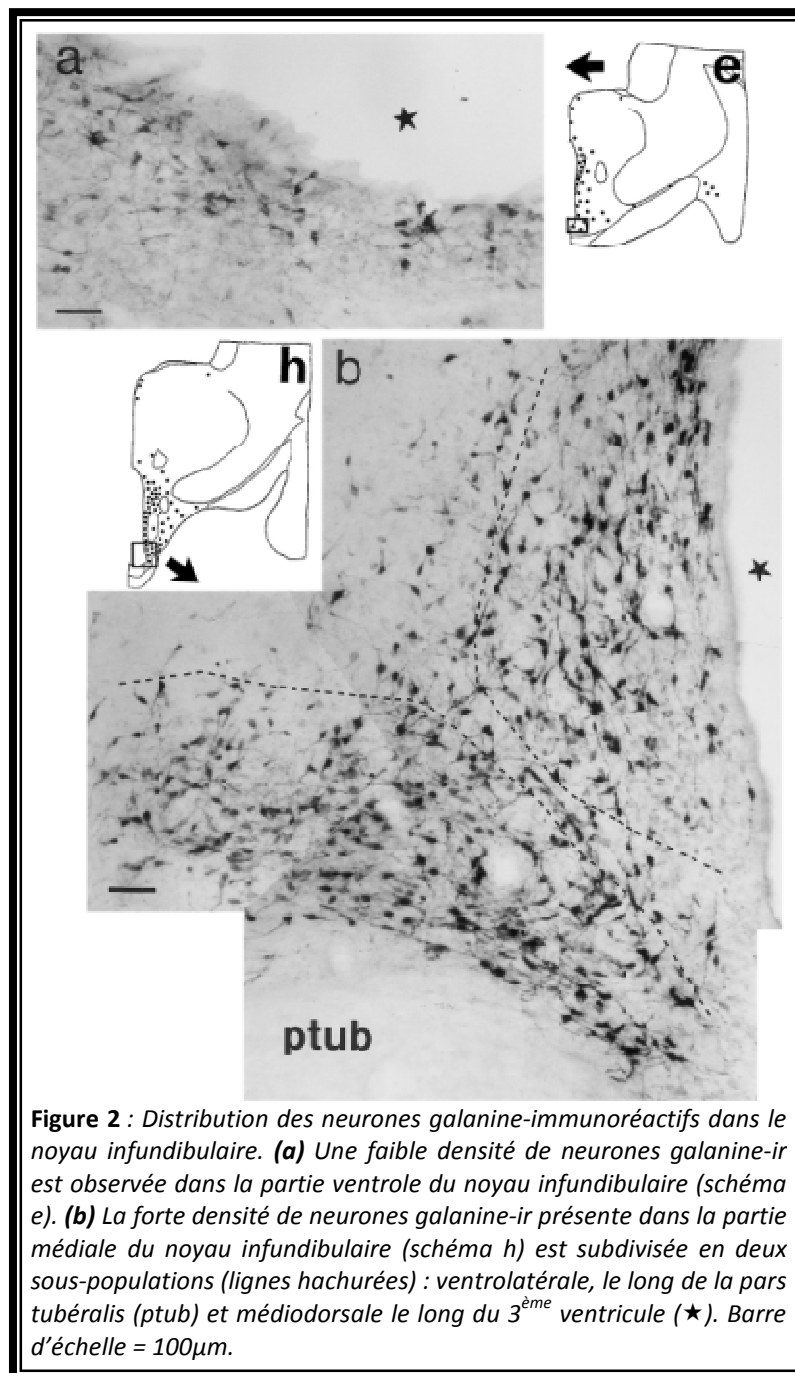 a
e
h
b
ptub
Figure 2 : Distribution des neurones galanine-immunoréactifs dans le
noyau infundibulaire. (a) Une faible densité de neurones galanine-ir
est observée dans la partie ventrole du noyau infundibulaire (schéma
e). (b) La forte densité de neurones galanine-ir présente dans la partie
médiale du noyau infundibulaire (schéma h) est subdivisée en deux
sous-populations (lignes hachurées) : ventrolatérale, le long de la pars
tubéralis (ptub) et médiodorsale le long du 3ème ventricule (★). Barre
d'échelle = 100µm.